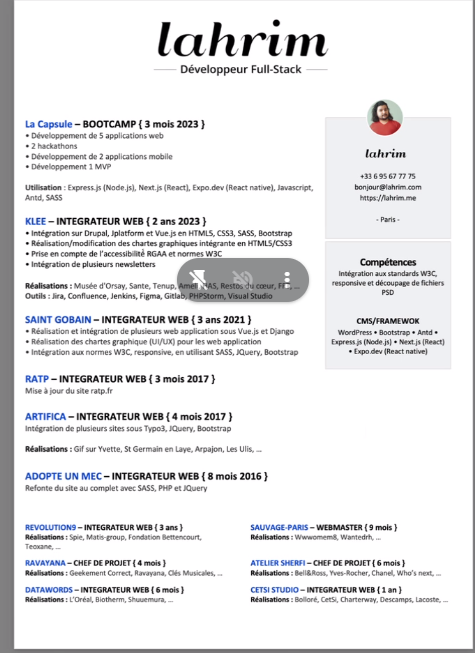 lahrim
Développeur Full-Stack
La Capsule – BOOTCAMP { 3 mois 2023 }
• Développement de 5 applications web
• 2 hackathons
• Développement de 2 applications mobile
• Développement 1 MVP
Utilisation : Express.js (Node.js), Next.js (React), Expo.dev (React native), Javascript,
Antd, SASS
KLEE – INTEGRATEUR WEB { 2 ans 2023 }
• Intégration sur Drupal, Jplatform et Vue.js en HTML5, CSS3, SASS, Bootstrap
• Réalisation/modification des chartes graphiques intégrante en HTML5/CSS3
• Prise en compte de l'accessibilité RGAA et normes W3C
• Intégration de plusieurs newsletters
Réalisations : Musée d'Orsay, Sante, Tenup, RIAS, Restos du cœur,
Outils : Jira, Confluence, Jenkins, Figma, Gitlab, PHPStorm, Visual Studio
SAINT GOBAIN – INTEGRATEUR WEB { 3 ans 2021 }
• Réalisation et intégration de plusieurs web application sous Vue.js et Django
• Réalisation des chartes graphique (UI/UX) pour les web application
• Intégration aux normes W3C, responsive, en utilisant SASS, JQuery, Bootstrap
RATP – INTEGRATEUR WEB { 3 mois 2017 }
Mise à jour du site ratp.fr
ARTIFICA – INTEGRATEUR WEB { 4 mois 2017 }
Intégration de plusieurs sites sous Typo3, JQuery, Bootstrap
Réalisations : Gif sur Yvette, St Germain en Laye, Arpajon, Les Ulis, ...
ADOPTE UN MEC – INTEGRATEUR WEB { 8 mois 2016 }
Refonte du site au complet avec SASS, PHP et JQuery
REVOLUTION9 – INTEGRATEUR WEB { 3 ans }
Réalisations : Spie, Matis-group, Fondation Bettencourt,
Teoxane, ...
RAVAYANA – CHEF DE PROJET { 4 mois }
Réalisations : Geekement Correct, Ravayana, Clés Musicales, ...
DATAWORDS – INTEGRATEUR WEB { 6 mois }
Réalisations : L'Oréal, Biotherm, Shuuemura, ...
SAUVAGE-PARIS – WEBMASTER { 9 mois }
Réalisations : Wwwomem8, Wantedrh, ...
ATELIER SHERFI – CHEF DE PROJET { 6 mois }
Réalisations : Bell&Ross, Yves-Rocher, Chanel, Who's next, ...
CETSI STUDIO – INTEGRATEUR WEB { 1 an }
Réalisations : Bolloré, CetSi, Charterway, Descamps, Lacoste, ...
lahrim
+33 6 95 67 77 75
bonjour@lahrim.com
https://lahrim.me
- Paris -
Compétences
Intégration aux standards W3C,
responsive et découpage de fichiers
PSD
CMS/FRAMEWOK
WordPress • Bootstrap • Antd •
Express.js (Node.js) • Next.js (React)
• Expo.dev (React native)